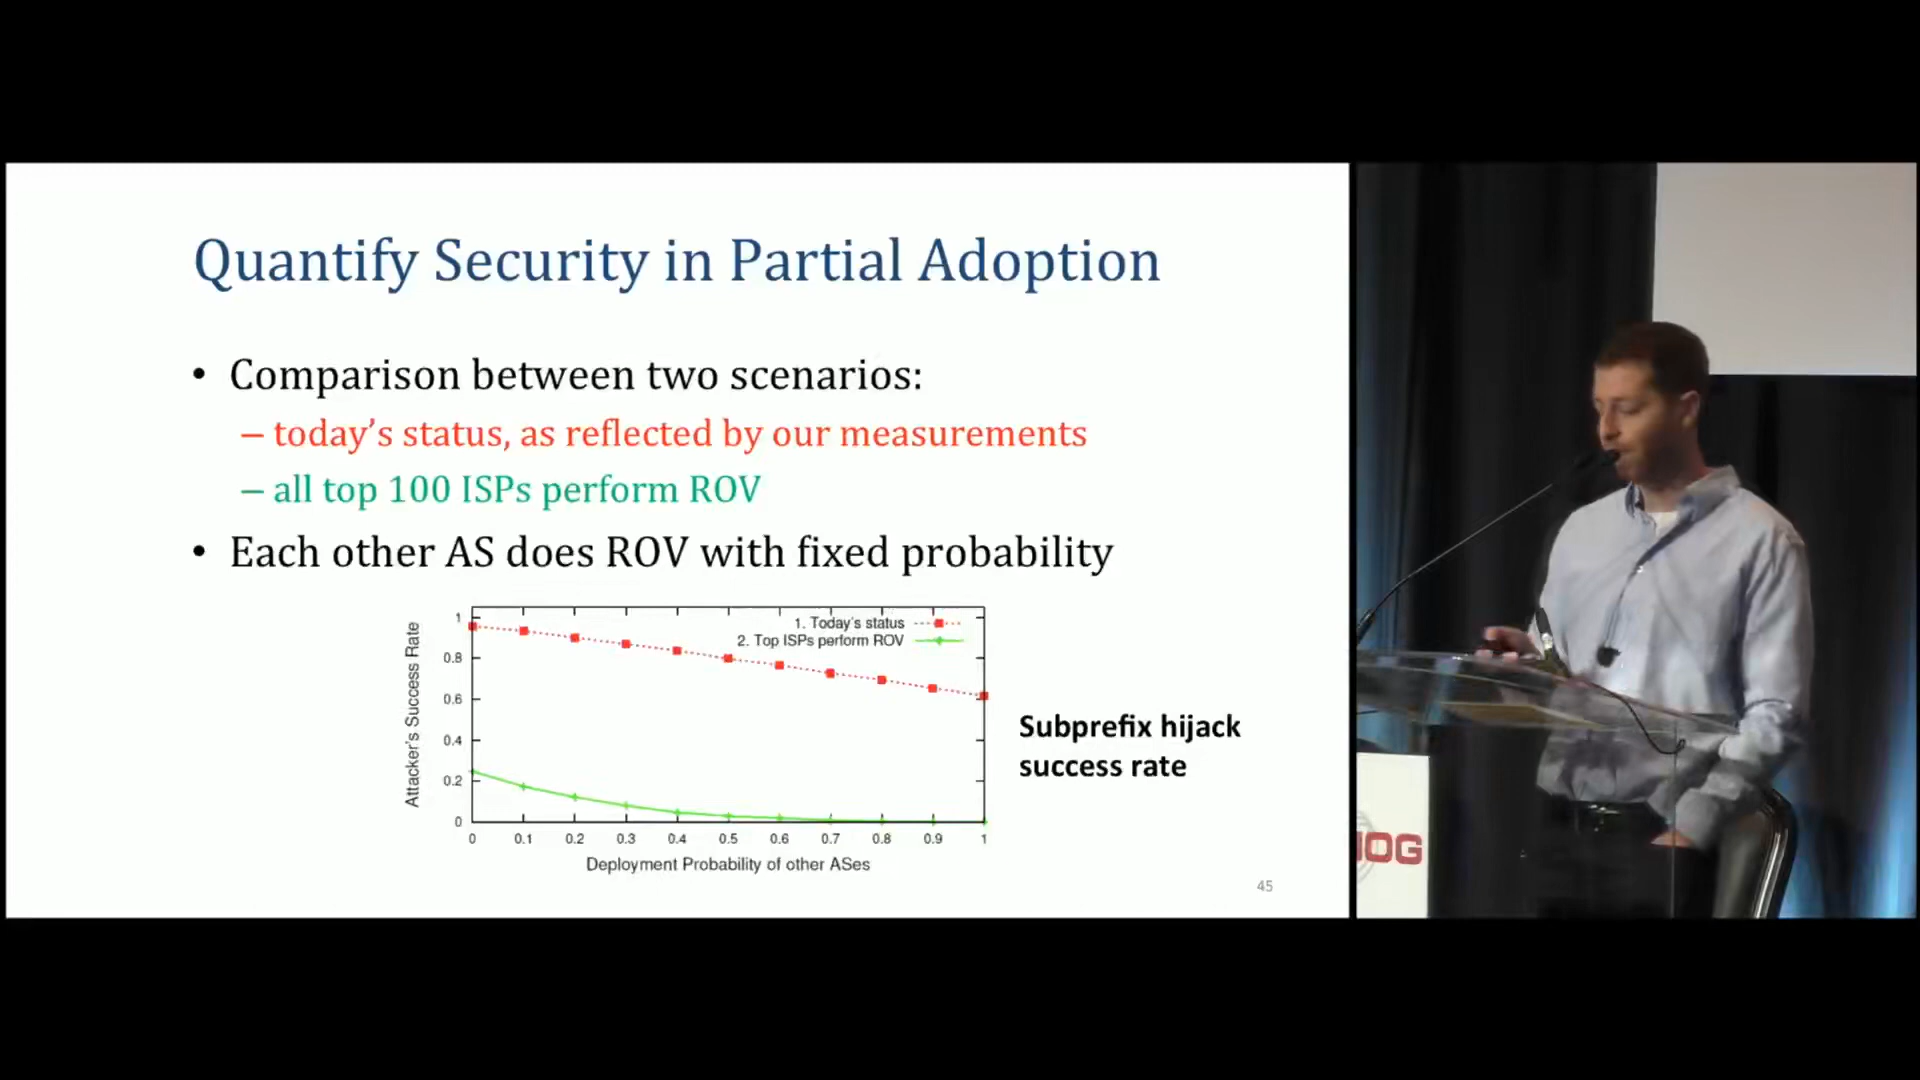 Quantify Security in Partial Adoption
• Comparison between two scenarios:
– today's status, as reflected by our measurements
– all top 100 ISPs perform ROV
• Each other AS does ROV with fixed probability
1. Today's status
2. Top ISPs perform ROV
Attacker's Success Rate
1
0.8
0.6
0.4
0.2
0
0 0.1 0.2 0.3 0.4 0.5 0.6 0.7 0.8 0.9 1
Deployment Probability of other ASes
Subprefix hijack
success rate
45
OG